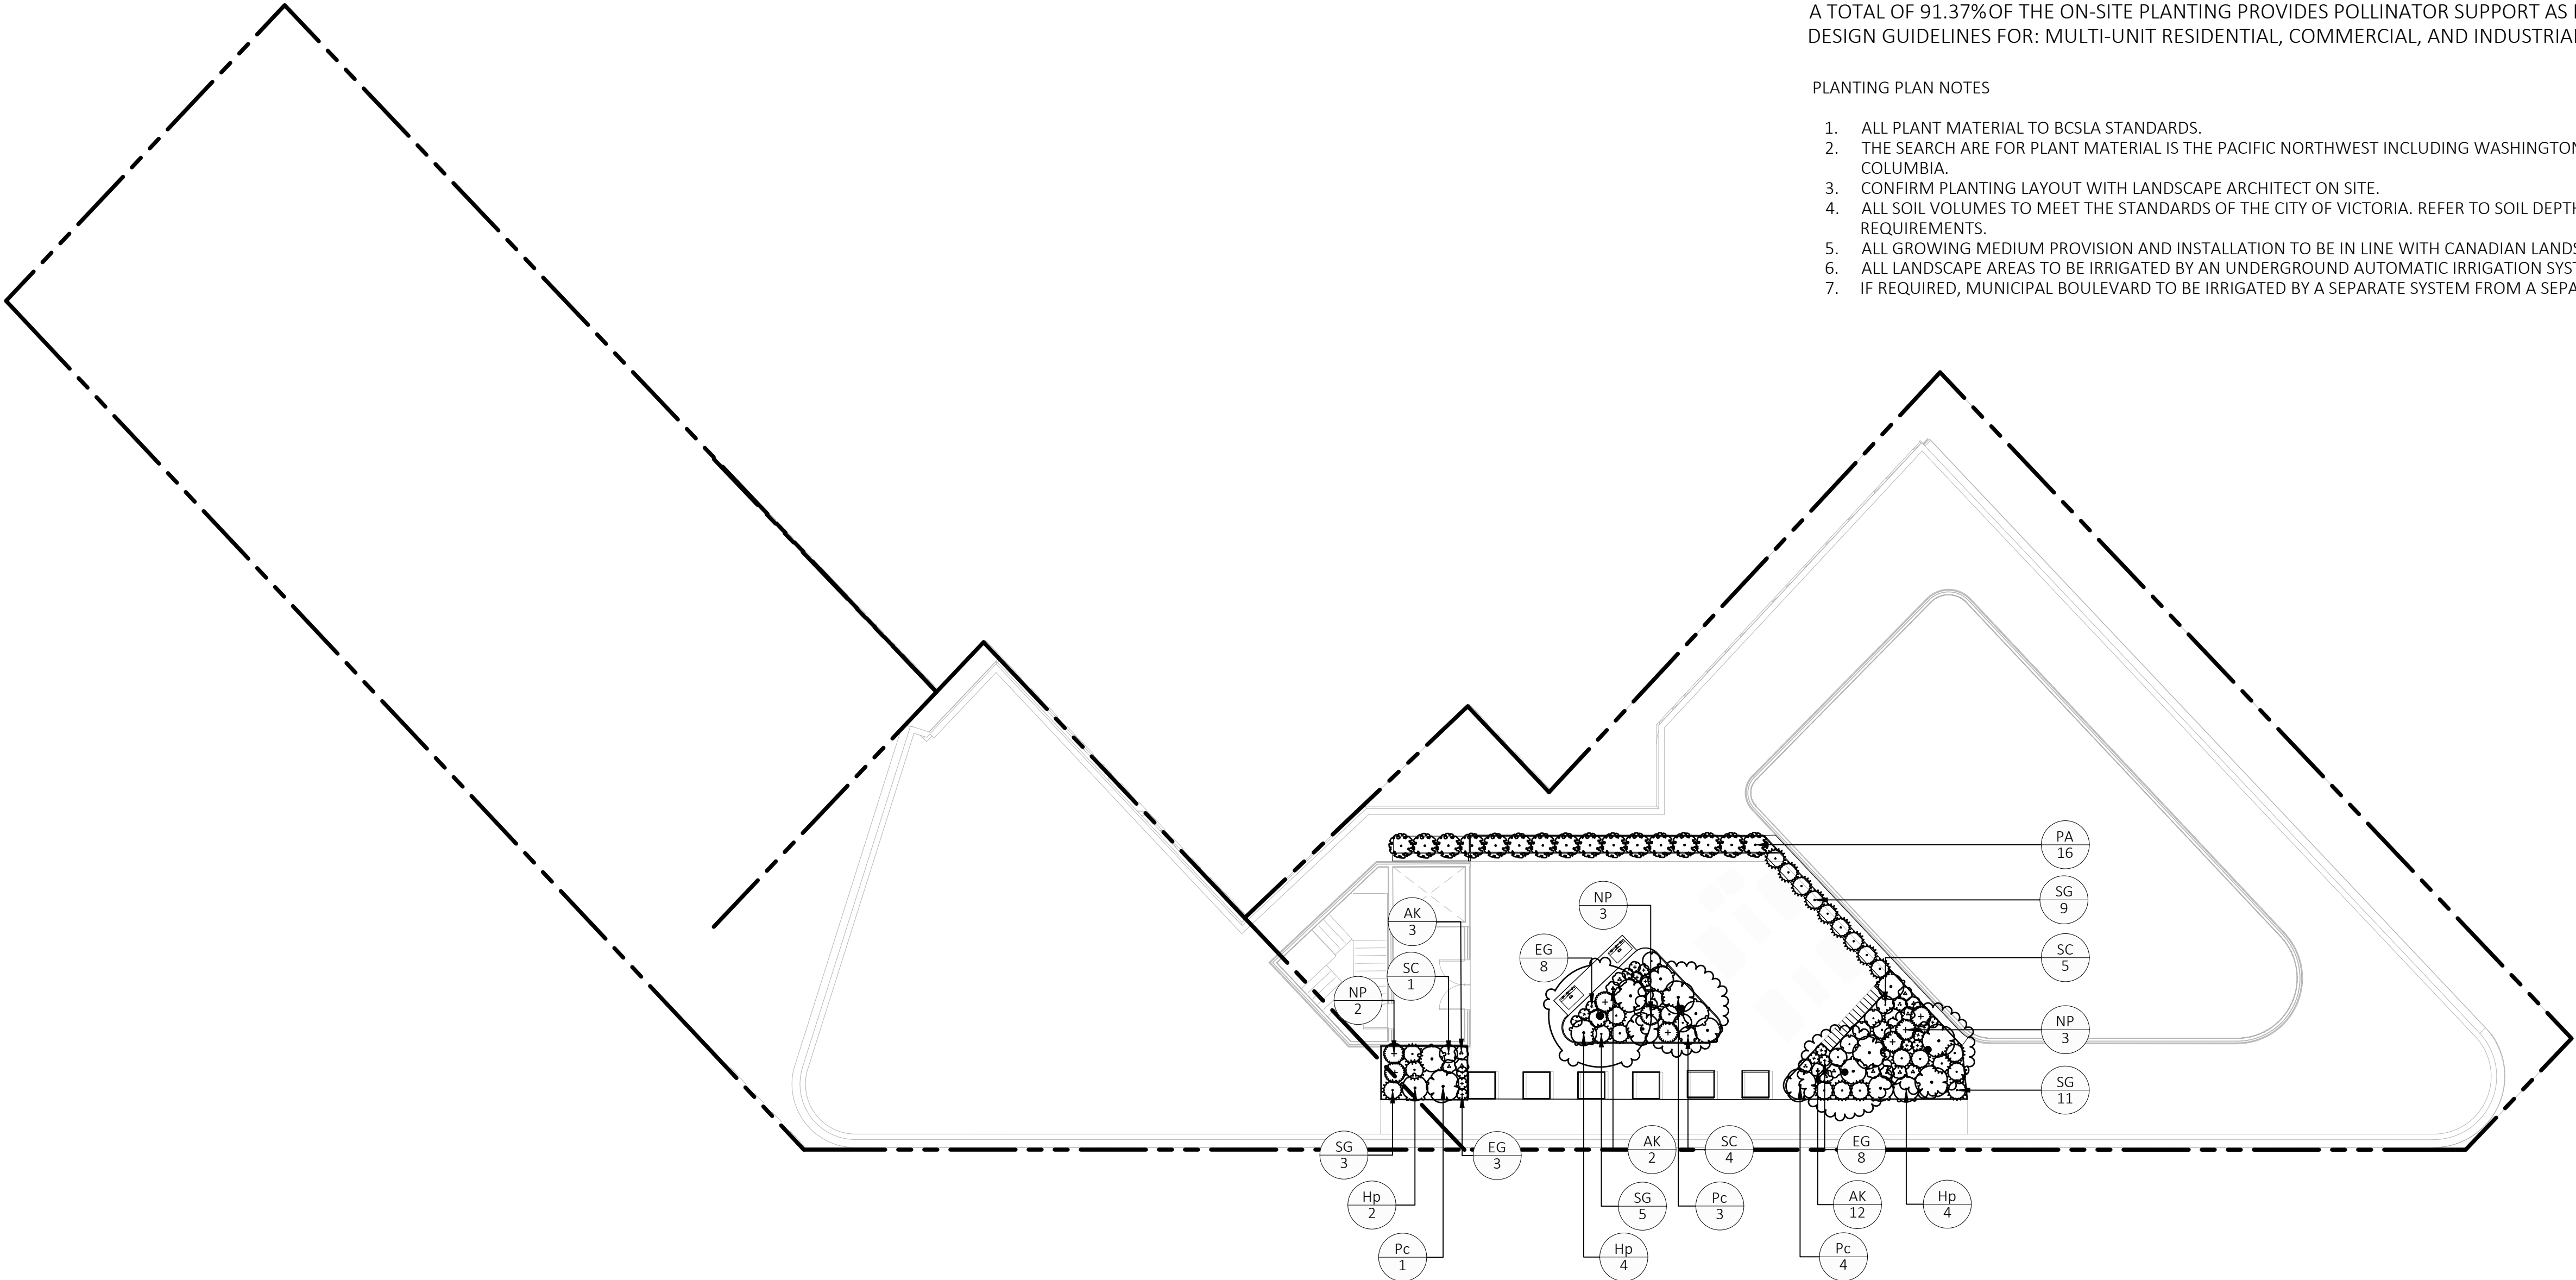 A TOTAL OF 91.37% OF THE ON-SITE PLANTING PROVIDES POLLINATOR SUPPORT AS
DESIGN GUIDELINES FOR: MULTI-UNIT RESIDENTIAL, COMMERCIAL, AND INDUSTRIAL
PLANTING PLAN NOTES
1. ALL PLANT MATERIAL TO BCSLA STANDARDS.
2. THE SEARCH ARE FOR PLANT MATERIAL IS THE PACIFIC NORTHWEST INCLUDING WASHINGTON
COLUMBIA.
3. CONFIRM PLANTING LAYOUT WITH LANDSCAPE ARCHITECT ON SITE.
4. ALL SOIL VOLUMES TO MEET THE STANDARDS OF THE CITY OF VICTORIA. REFER TO SOIL DEPTH
REQUIREMENTS.
5. ALL GROWING MEDIUM PROVISION AND INSTALLATION TO BE IN LINE WITH CANADIAN LANDS
6. ALL LANDSCAPE AREAS TO BE IRRIGATED BY AN UNDERGROUND AUTOMATIC IRRIGATION SYST
7. IF REQUIRED, MUNICIPAL BOULEVARD TO BE IRRIGATED BY A SEPARATE SYSTEM FROM A SEPA
PA
16
SG
9
SC
5
NP
3
SG
11
NP
3
EG
8
AK
3
SC
1
NP
2
SG
3
EG
3
AK
2
SC
4
EG
8
Hp
2
SG
5
Pc
3
AK
12
Hp
4
Pc
1
Hp
4
Pc
4